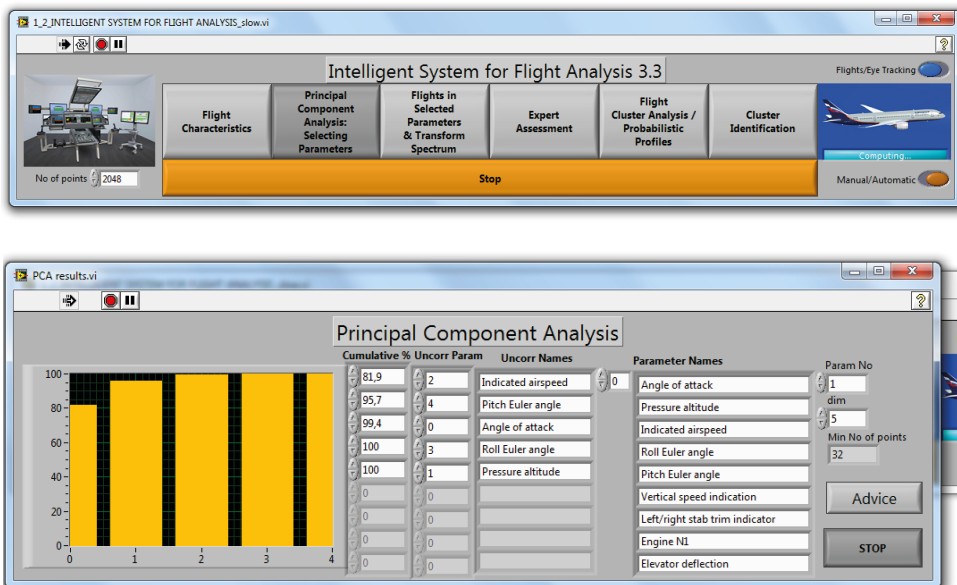 1_2_INTELLIGENT SYSTEM FOR FLIGHT ANALYSIS_slow.vi
Intelligent System for Flight Analysis 3.3
Flights/Eye Tracking
Flight
Characteristics
Principal
Component
Analysis:
Selecting
Parameters
Flights in
Selected
Parameters
& Transform
Spectrum
Expert
Assessment
Flight
Cluster Analysis /
Probabilistic
Profiles
Cluster
Identification
Computing...
No of points 2048
Stop
Manual/Automatic
PCA results.vi
Principal Component Analysis
Cumulative % Uncorr Param Uncorr Names Parameter Names
81,9 2 Indicated airspeed 0 Angle of attack
95,7 4 Pitch Euler angle Pressure altitude
99,4 0 Angle of attack Indicated airspeed
100 3 Roll Euler angle Roll Euler angle
100 1 Pressure altitude Pitch Euler angle
0 0 Vertical speed indication
0 0 Left/right stab trim indicator
0 0 Engine N1
0 0 Elevator deflection
100
80
60
40
20
0
0 1 2 3 4
Param No
1
dim
5
Min No of points
32
Advice
STOP